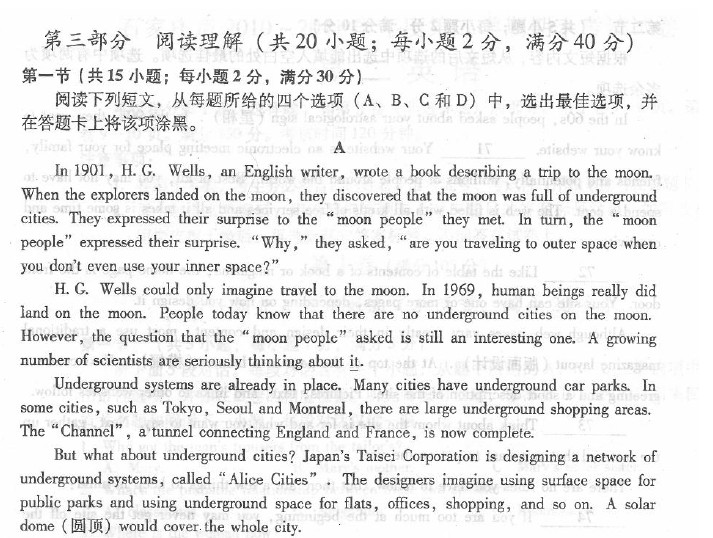 第三部分 阅读理解（共20小题；每小题2分，满分40分）
第一节（共15小题；每小题2分，满分30分）
阅读下列短文，从每题所给的四个选项（A、B、C和D）中，选出最佳选项，并
在答题卡上将该项涂黑。
A
In 1901, H. G. Wells, an English writer, wrote a book describing a trip to the moon.
When the explorers landed on the moon, they discovered that the moon was full of underground
cities. They expressed their surprise to the “moon people” they met. In turn, the “moon
people” expressed their surprise. “Why,” they asked, “are you traveling to outer space when
you don't even use your inner space?”
H. G. Wells could only imagine travel to the moon. In 1969, human beings really did
land on the moon. People today know that there are no underground cities on the moon.
However, the question that the “moon people” asked is still an interesting one. A growing
number of scientists are seriously thinking about it.
Underground systems are already in place. Many cities have underground car parks. In
some cities, such as Tokyo, Seoul and Montreal, there are large underground shopping areas.
The “Channel”, a tunnel connecting England and France, is now complete.
But what about underground cities? Japan's Taisei Corporation is designing a network of
underground systems, called “Alice Cities”. The designers imagine using surface space for
public parks and using underground space for flats, offices, shopping, and so on. A solar
dome (圆顶) would cover the whole city.